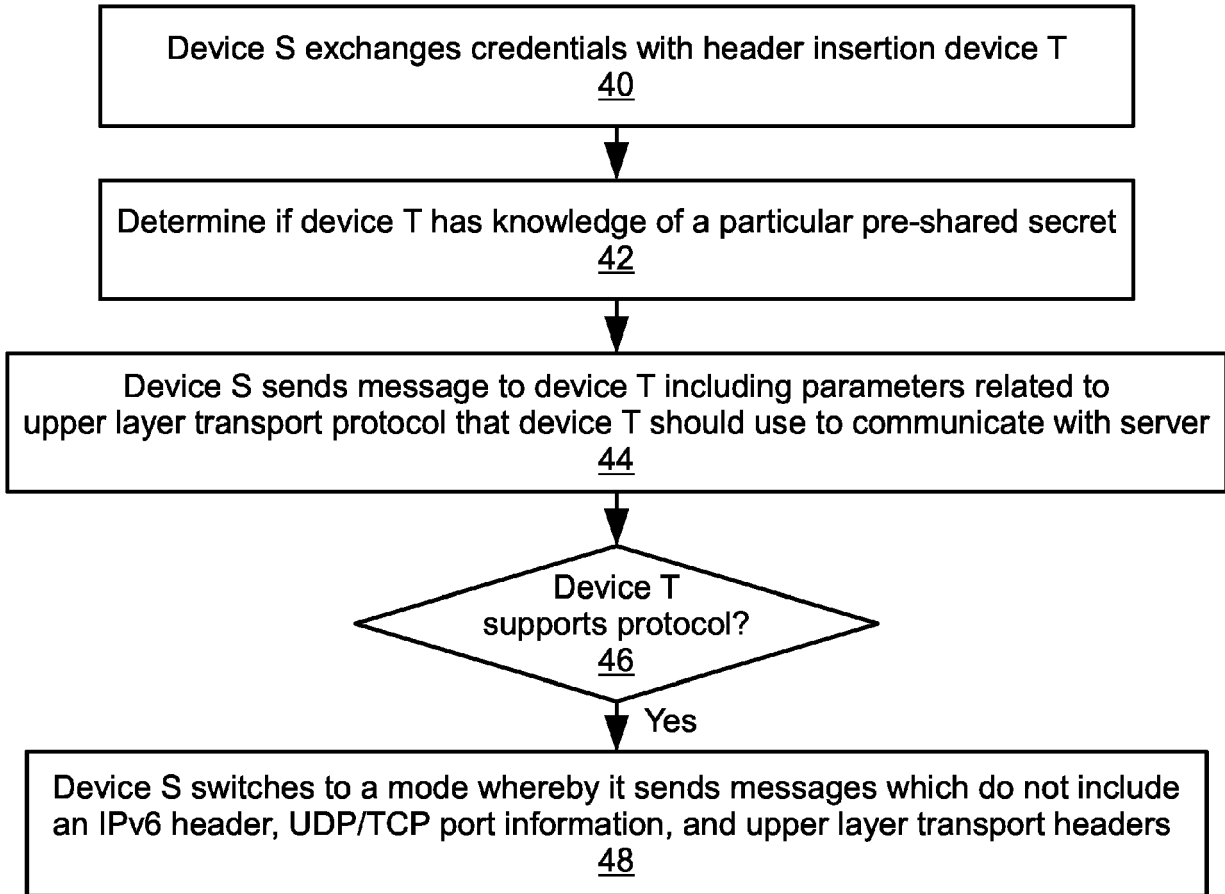 Device S exchanges credentials with header insertion device T
40
Determine if device T has knowledge of a particular pre-shared secret
42
Device S sends message to device T including parameters related to
upper layer transport protocol that device T should use to communicate with server
44
Device T
supports protocol?
46
Yes
Device S switches to a mode whereby it sends messages which do not include
an IPv6 header, UDP/TCP port information, and upper layer transport headers
48